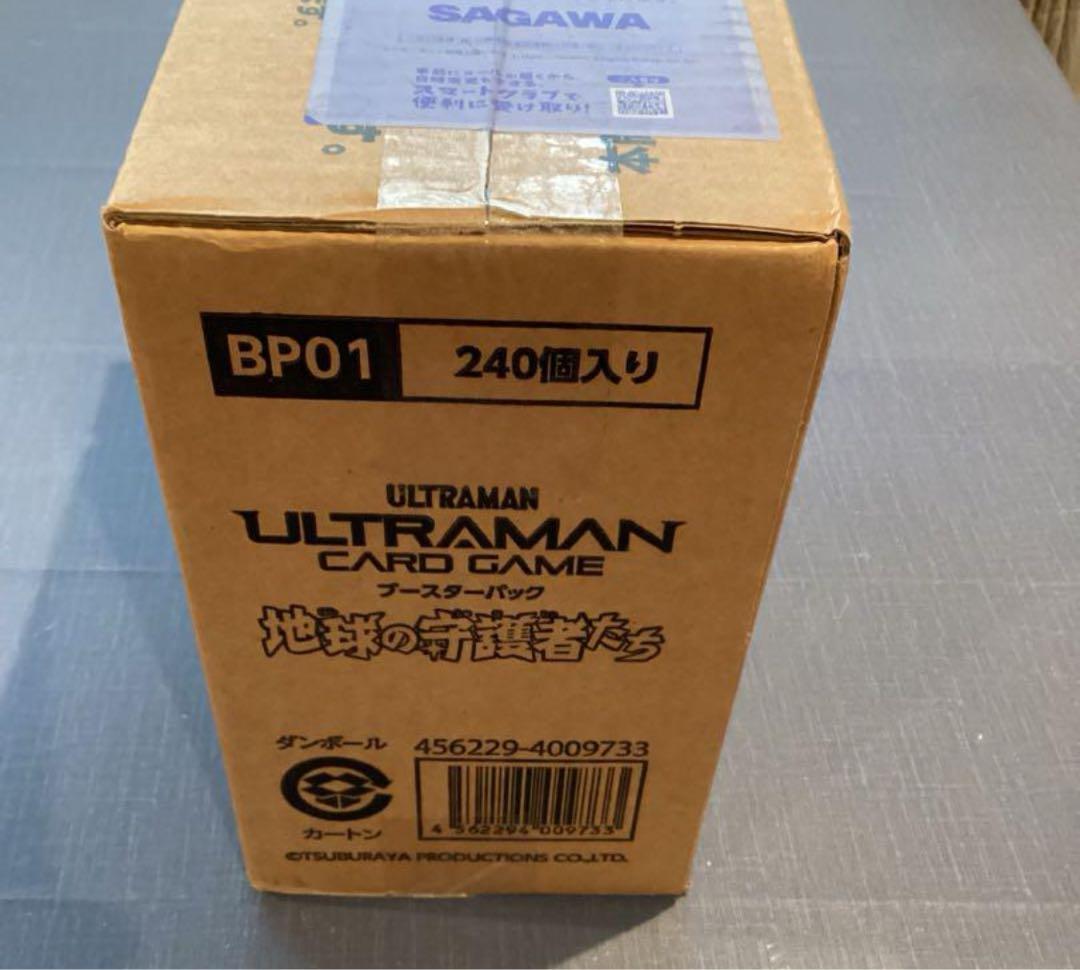 SAGAWA
スマートクラブで
便利に受け取り!
BP01
240個入り
ULTRAMAN
ULTRAMAN
CARD GAME
ブースターパック
地球の守護者たち
ダンボール
456229-4009733
4 562294 009733
カートン
©TSUBURAYA PRODUCTIONS CO.,LTD.